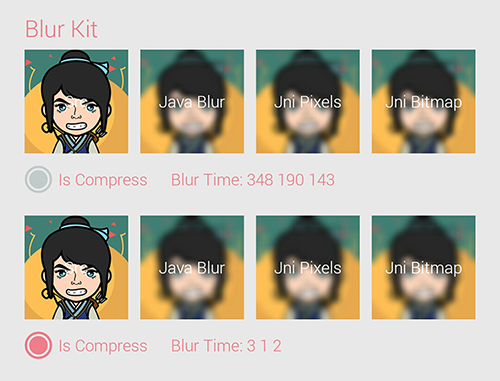 Blur Kit
Java Blur Jni Pixels Jni Bitmap
Is Compress Blur Time: 348 190 143
Java Blur Jni Pixels Jni Bitmap
Is Compress Blur Time: 3 1 2